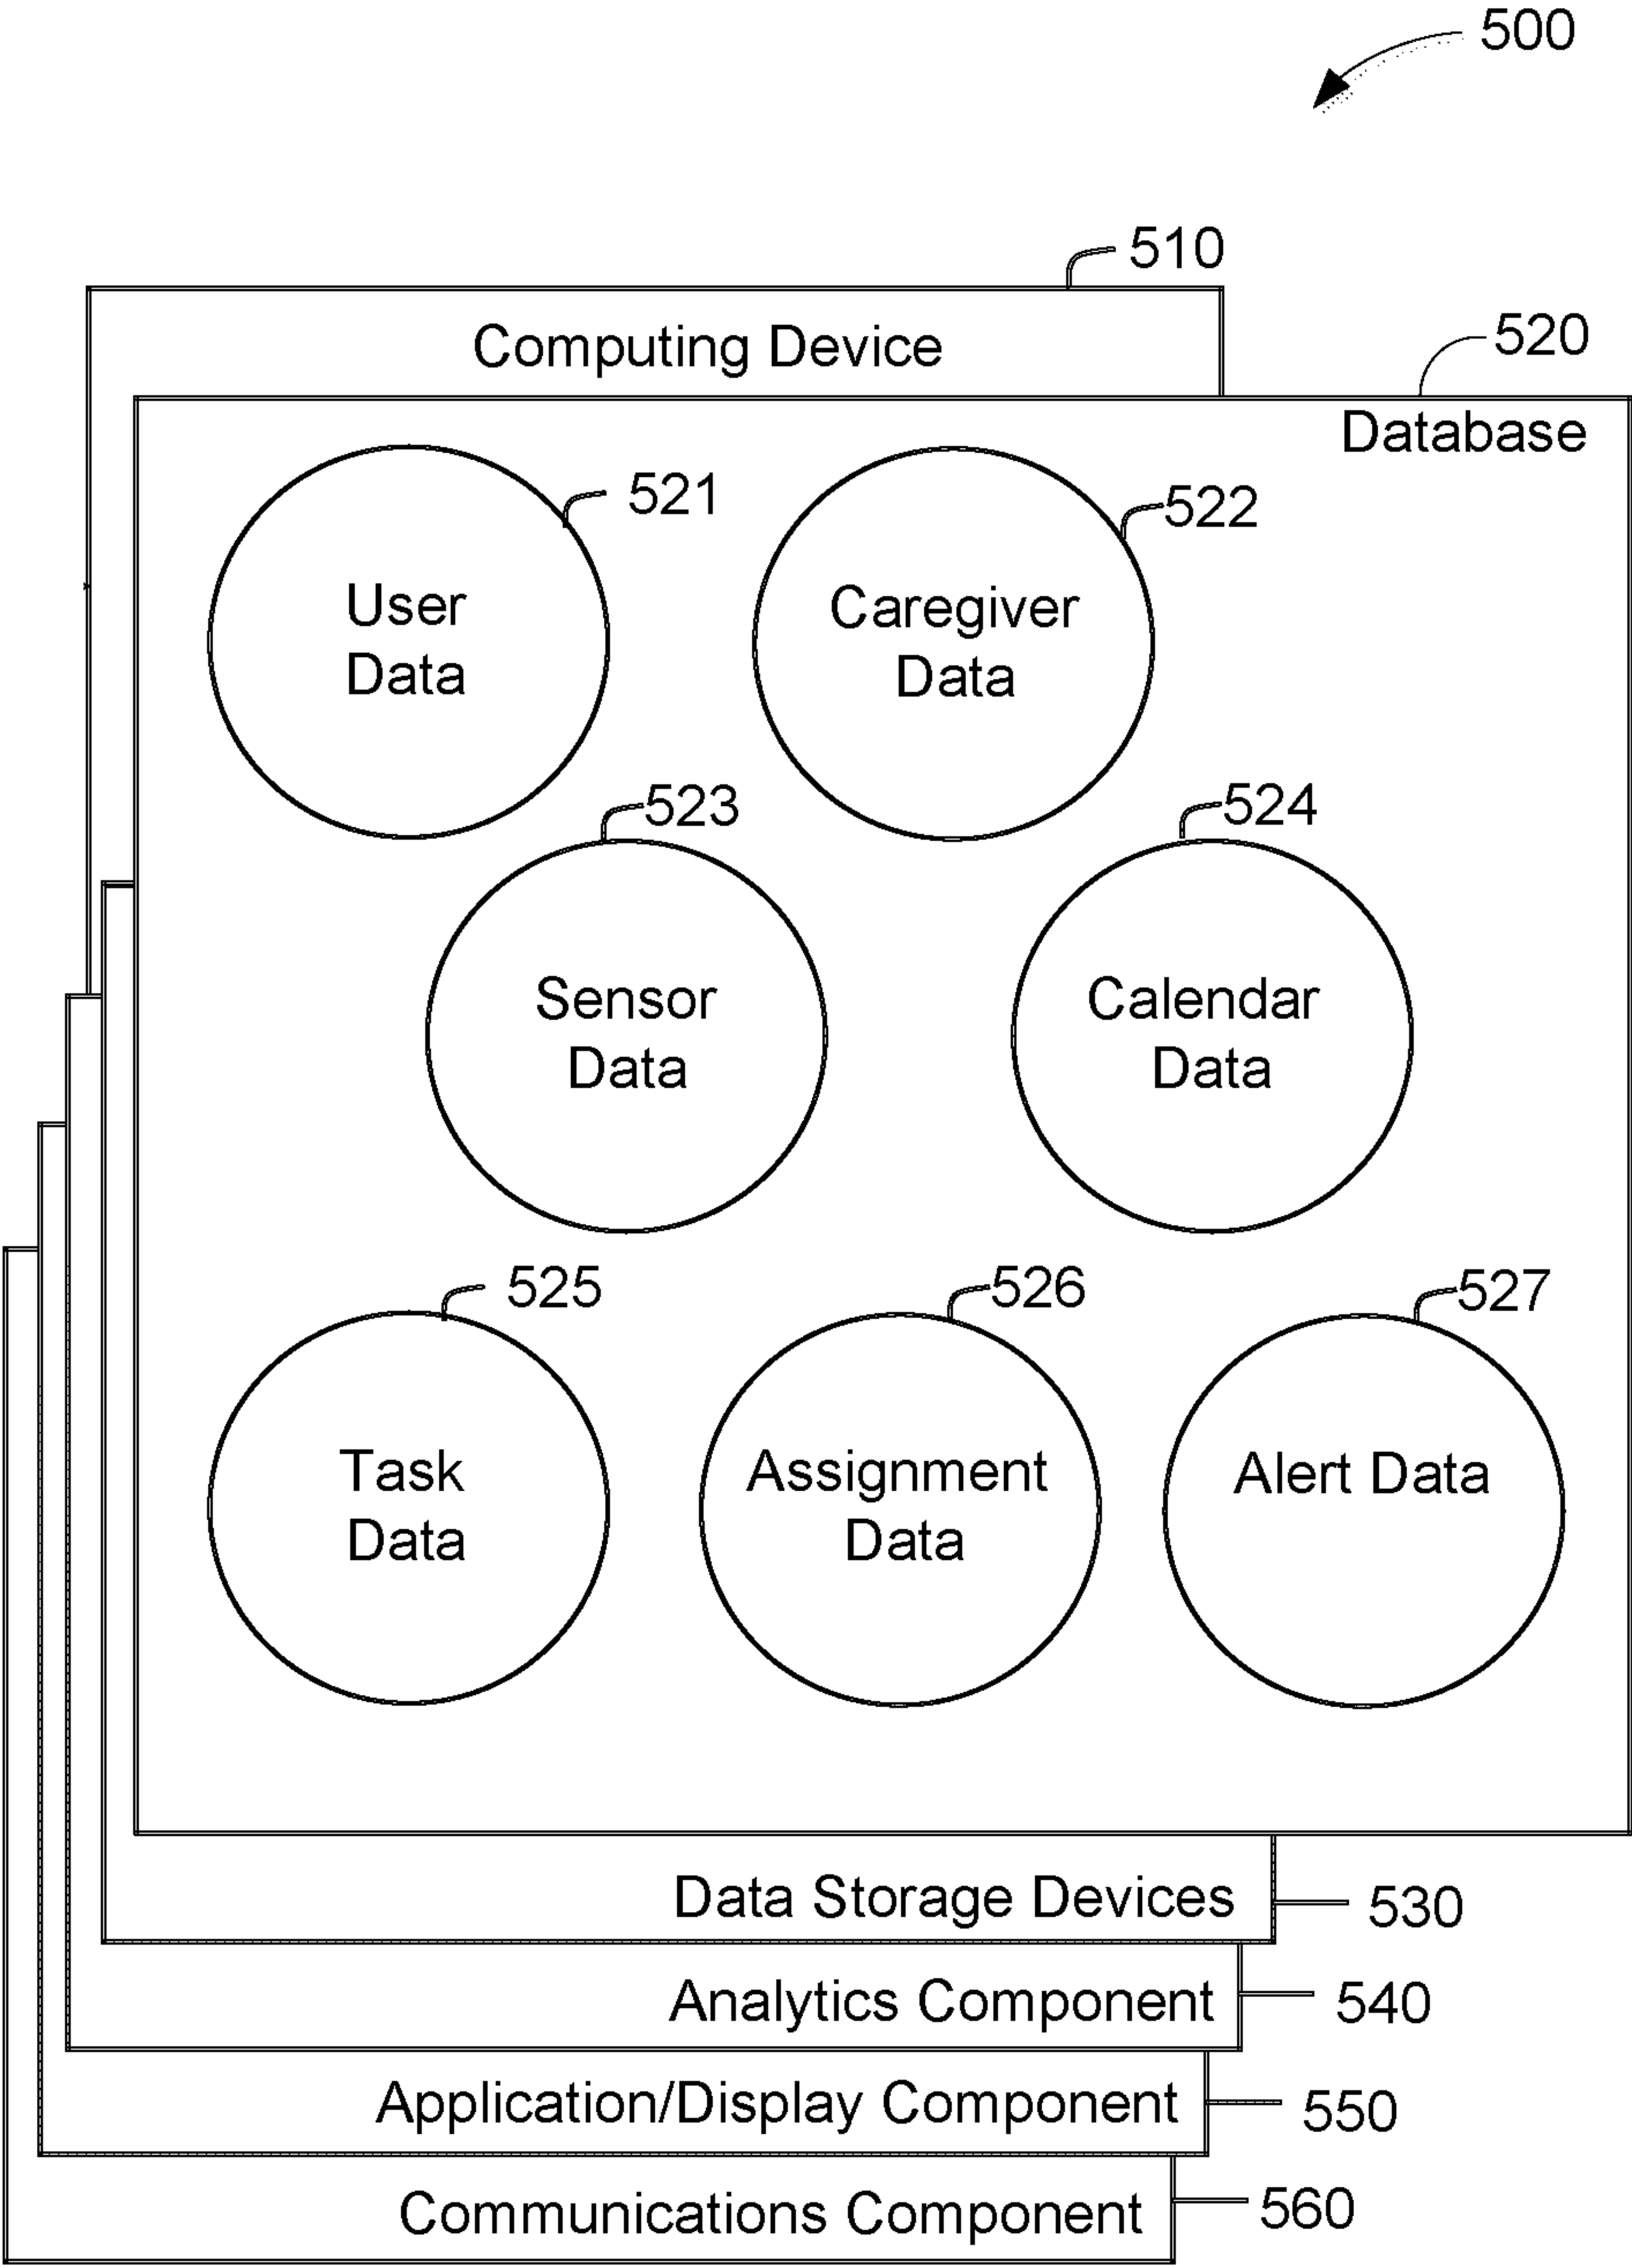 500
510
Computing Device
520
Database
521
522
User
Data
Caregiver
Data
523
524
Sensor
Data
Calendar
Data
525
526
527
Task
Data
Assignment
Data
Alert Data
Data Storage Devices
530
Analytics Component
540
Application/Display Component
550
Communications Component
560